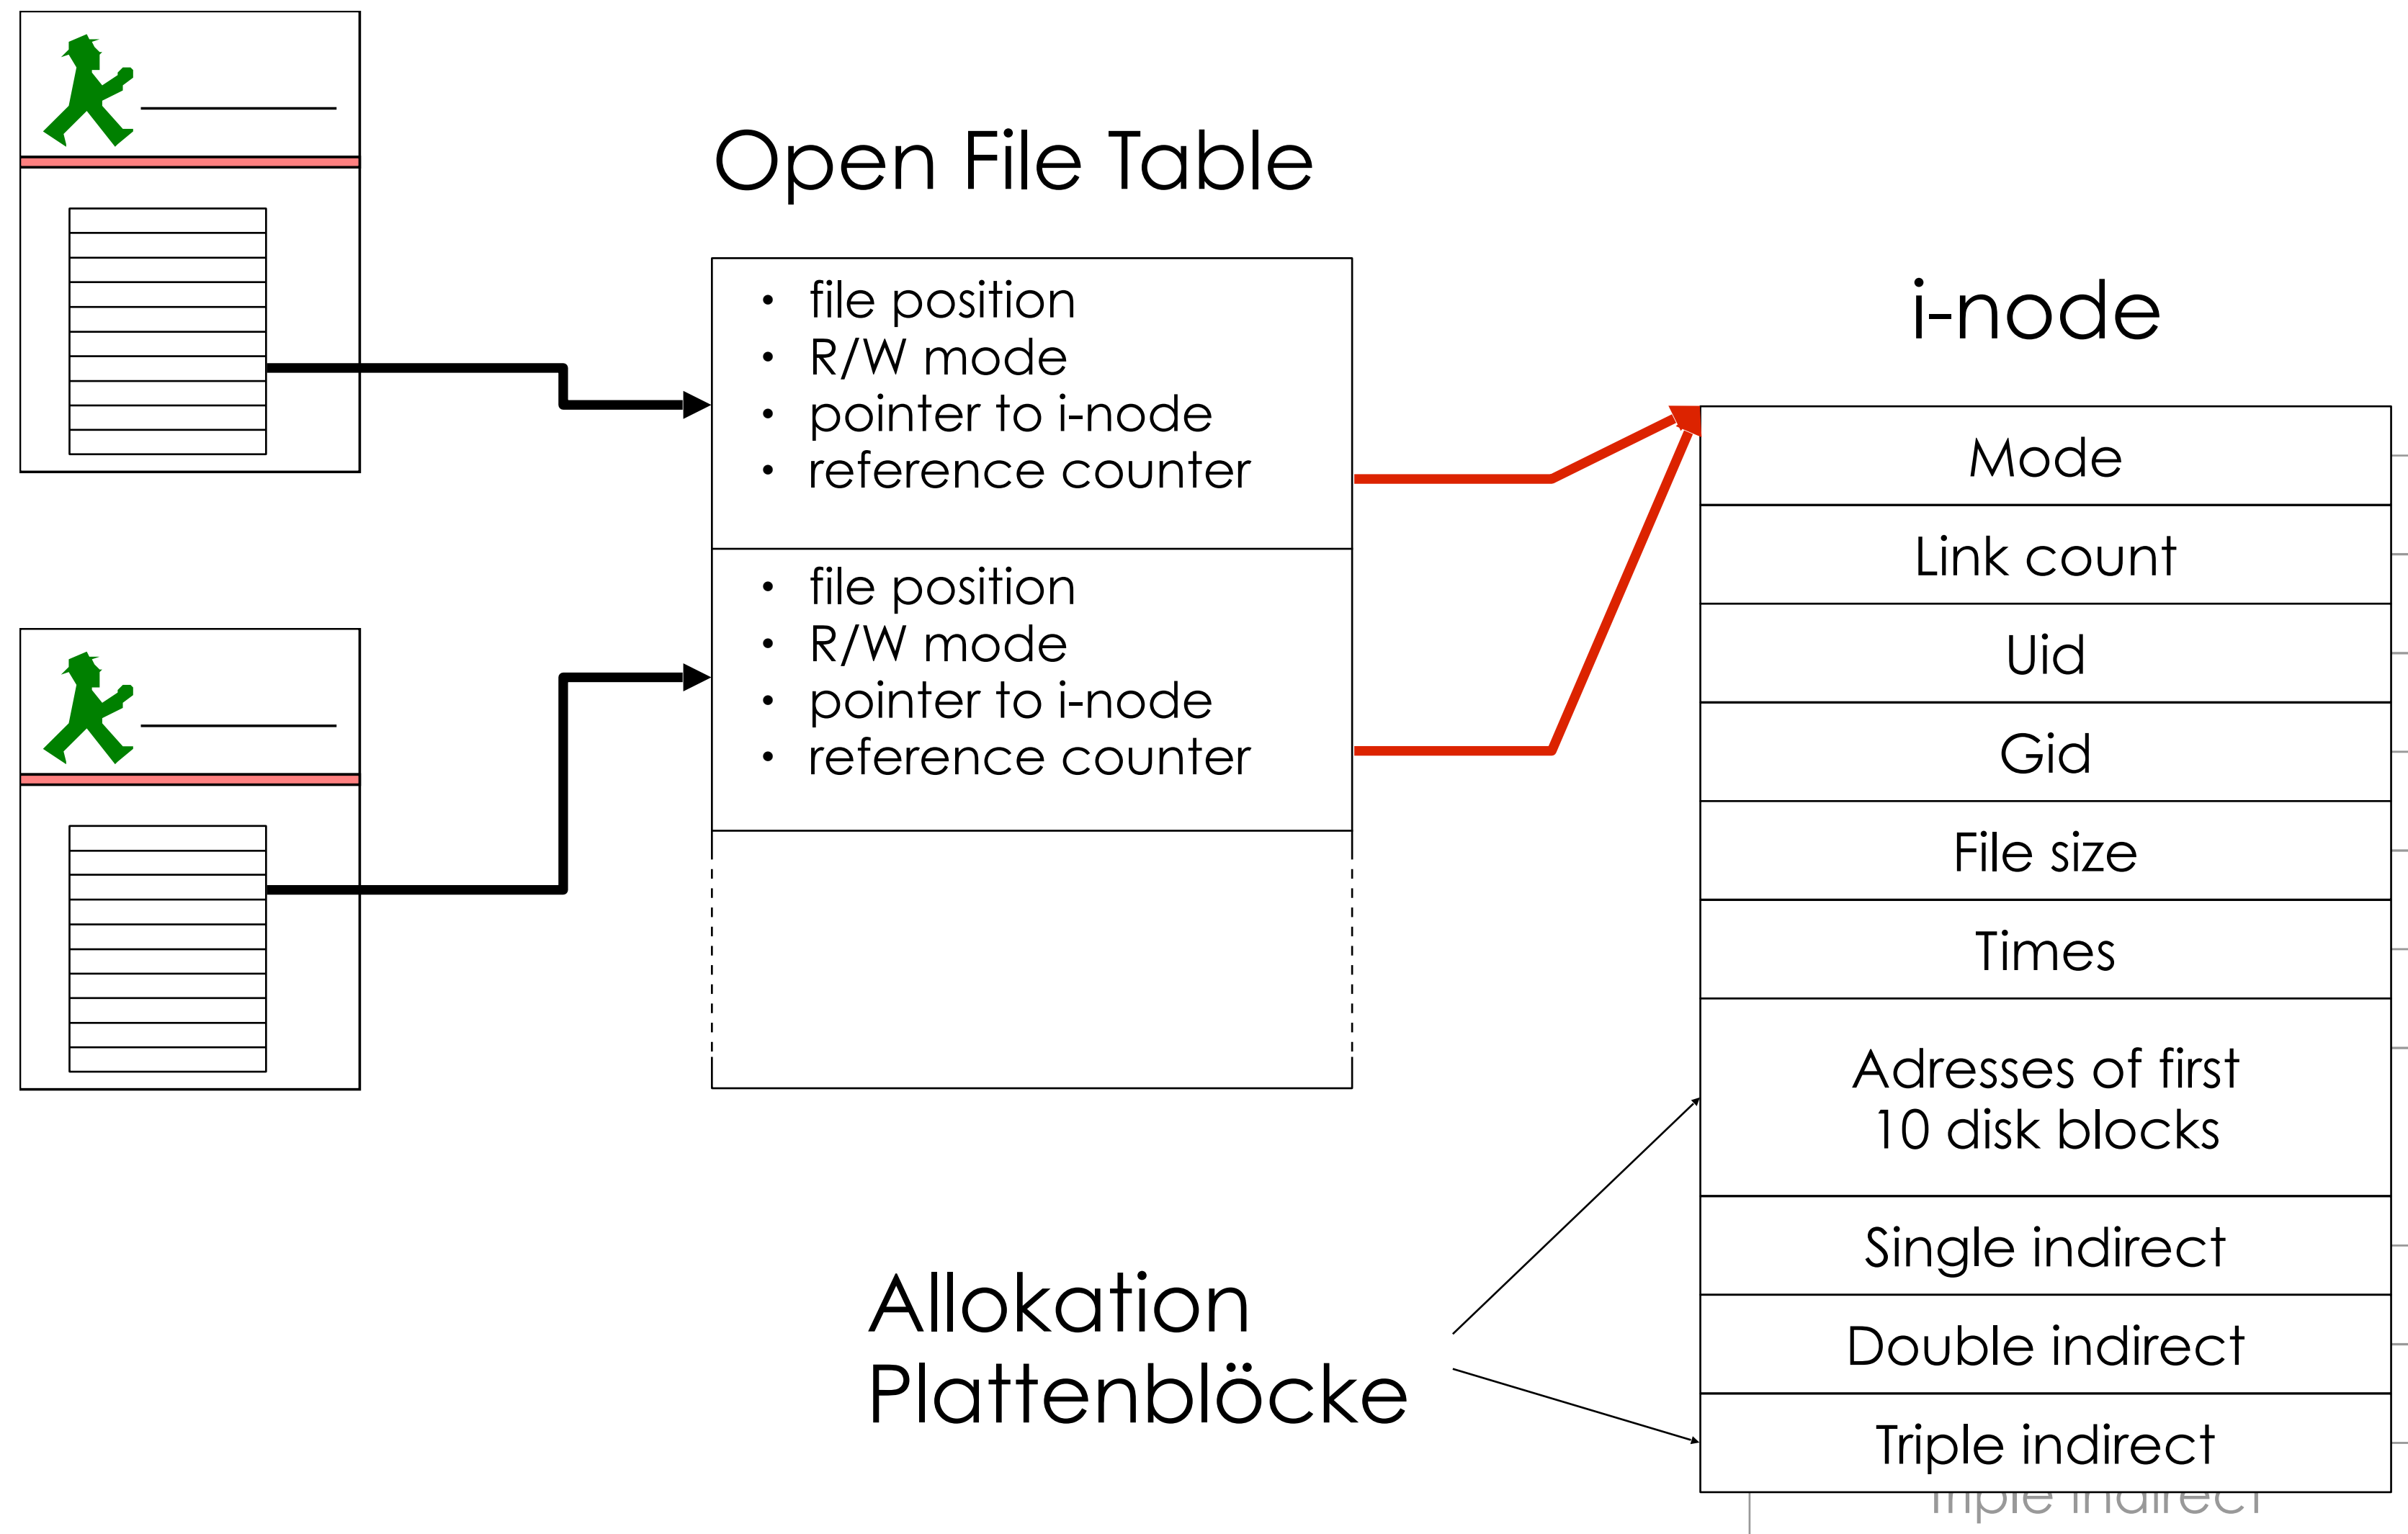 Open File Table
• file position
• R/W mode
• pointer to i-node
• reference counter
• file position
• R/W mode
• pointer to i-node
• reference counter
i-node
Mode
Link count
Uid
Gid
File size
Times
Adresses of first
10 disk blocks
Single indirect
Double indirect
Triple indirect
Triple indirect
Allokation
Plattenblöcke